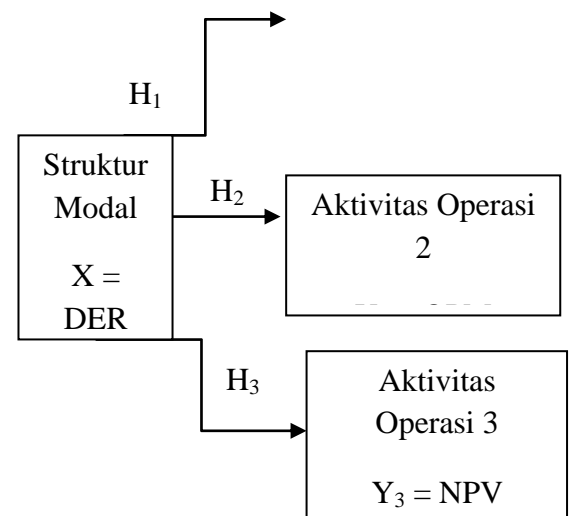 H₁
Struktur
Modal
X =
DER
H₂
Aktivitas Operasi
2
H₃
Aktivitas
Operasi 3
Y₃ = NPV